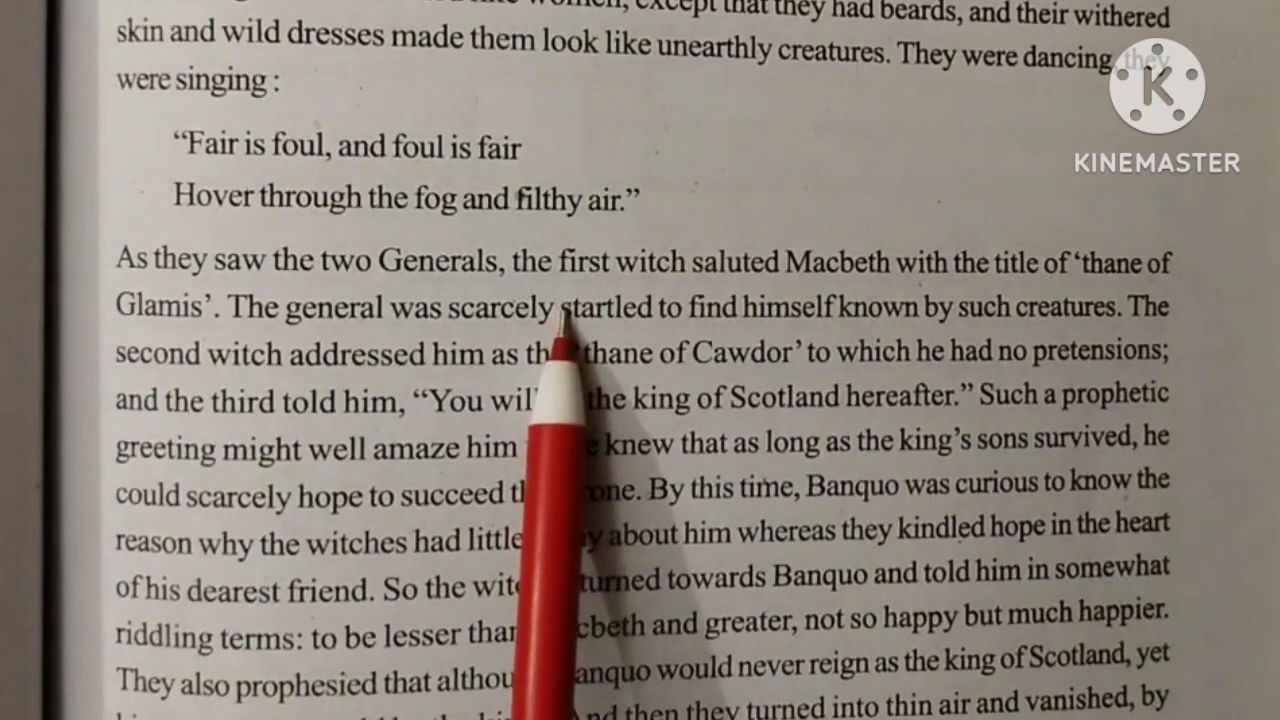 except that they had beards, and their withered
skin and wild dresses made them look like unearthly creatures. They were dancing, they
were singing :
K
KINEMASTER
“Fair is foul, and foul is fair
Hover through the fog and filthy air.”
As they saw the two Generals, the first witch saluted Macbeth with the title of ‘thane of
Glamis’. The general was scarcely startled to find himself known by such creatures. The
second witch addressed him as thane of Cawdor’ to which he had no pretensions;
and the third told him, “You the king of Scotland hereafter.” Such a prophetic
greeting might well amaze him knew that as long as the king’s sons survived, he
could scarcely hope to succeed By this time, Banquo was curious to know the
reason why the witches had little about him whereas they kindled hope in the heart
of his dearest friend. So the turned towards Banquo and told him in somewhat
riddling terms: to be lesser and greater, not so happy but much happier.
They also prophesied that would never reign as the king of Scotland, yet
then they turned into thin air and vanished, by